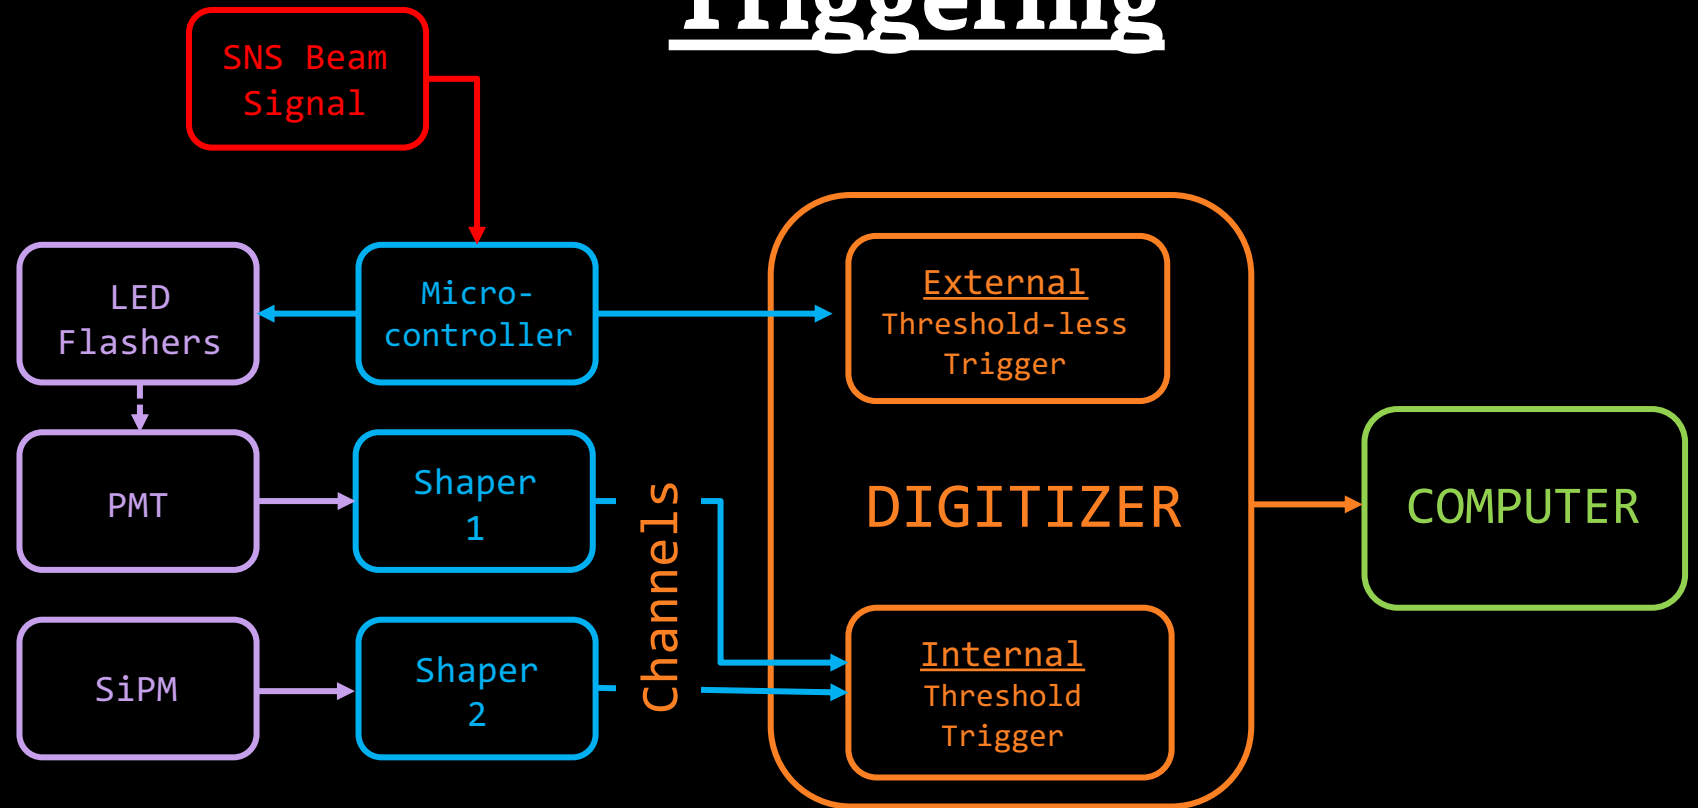 Triggering
SNS Beam
Signal
LED
Flashers
Micro-
controller
External
Threshold-less
Trigger
PMT
Shaper
1
Channels
DIGITIZER
COMPUTER
SiPM
Shaper
2
Internal
Threshold
Trigger